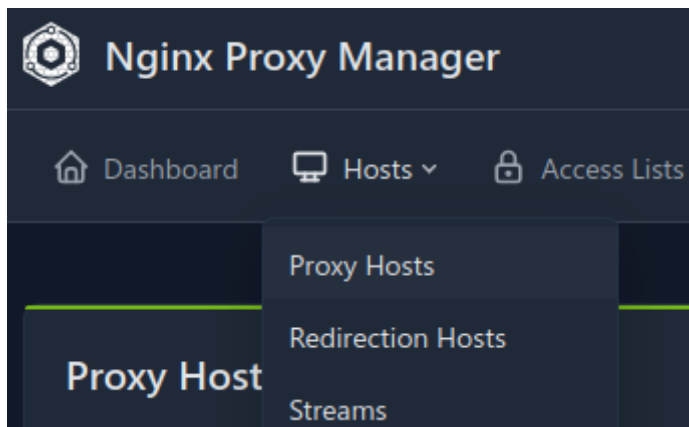 Nginx Proxy Manager
Dashboard Hosts Access Lists
Proxy Hosts
Redirection Hosts
Proxy Host
Streams